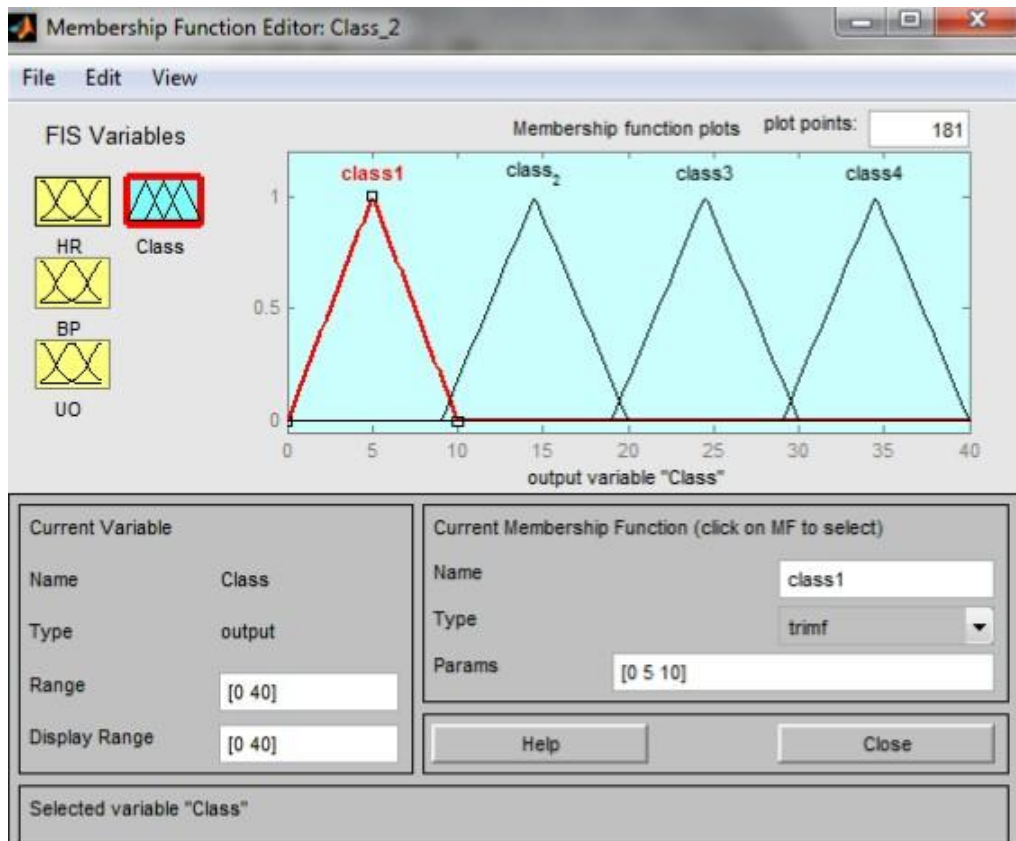 Membership Function Editor: Class_2
File Edit View
FIS Variables
Membership function plots plot points: 181
HR Class
BP
UO
class1 class2 class3 class4
1
0.5
0
0 5 10 15 20 25 30 35 40
output variable "Class"
Current Variable
Name Class
Type output
Range [0 40]
Display Range [0 40]
Current Membership Function (click on MF to select)
Name class1
Type trimf
Params [0 5 10]
Help Close
Selected variable "Class"